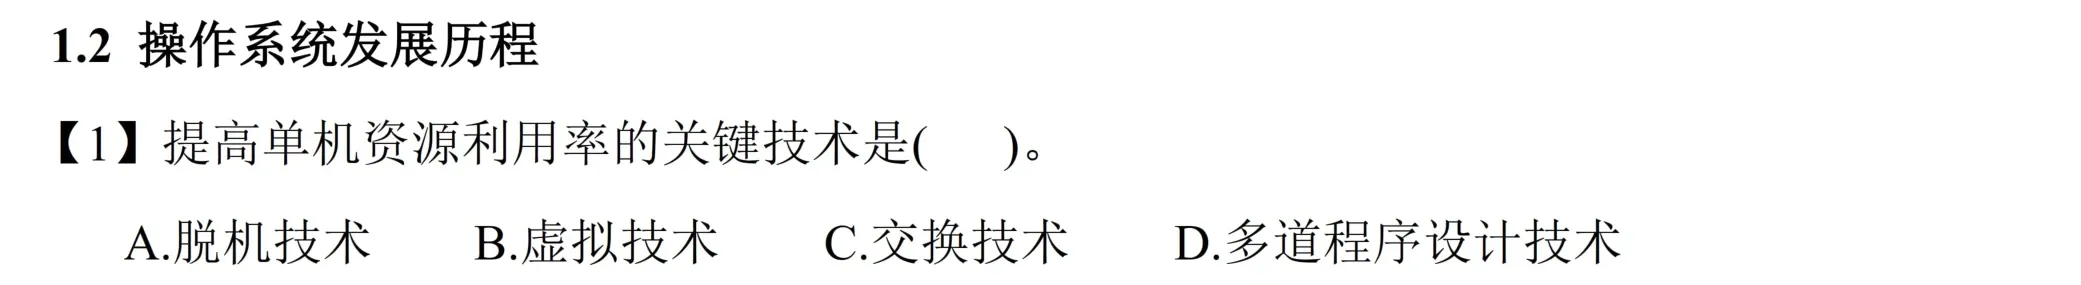 1.2 操作系统发展历程
【1】提高单机资源利用率的关键技术是(      )。
A.脱机技术 B.虚拟技术 C.交换技术 D.多道程序设计技术